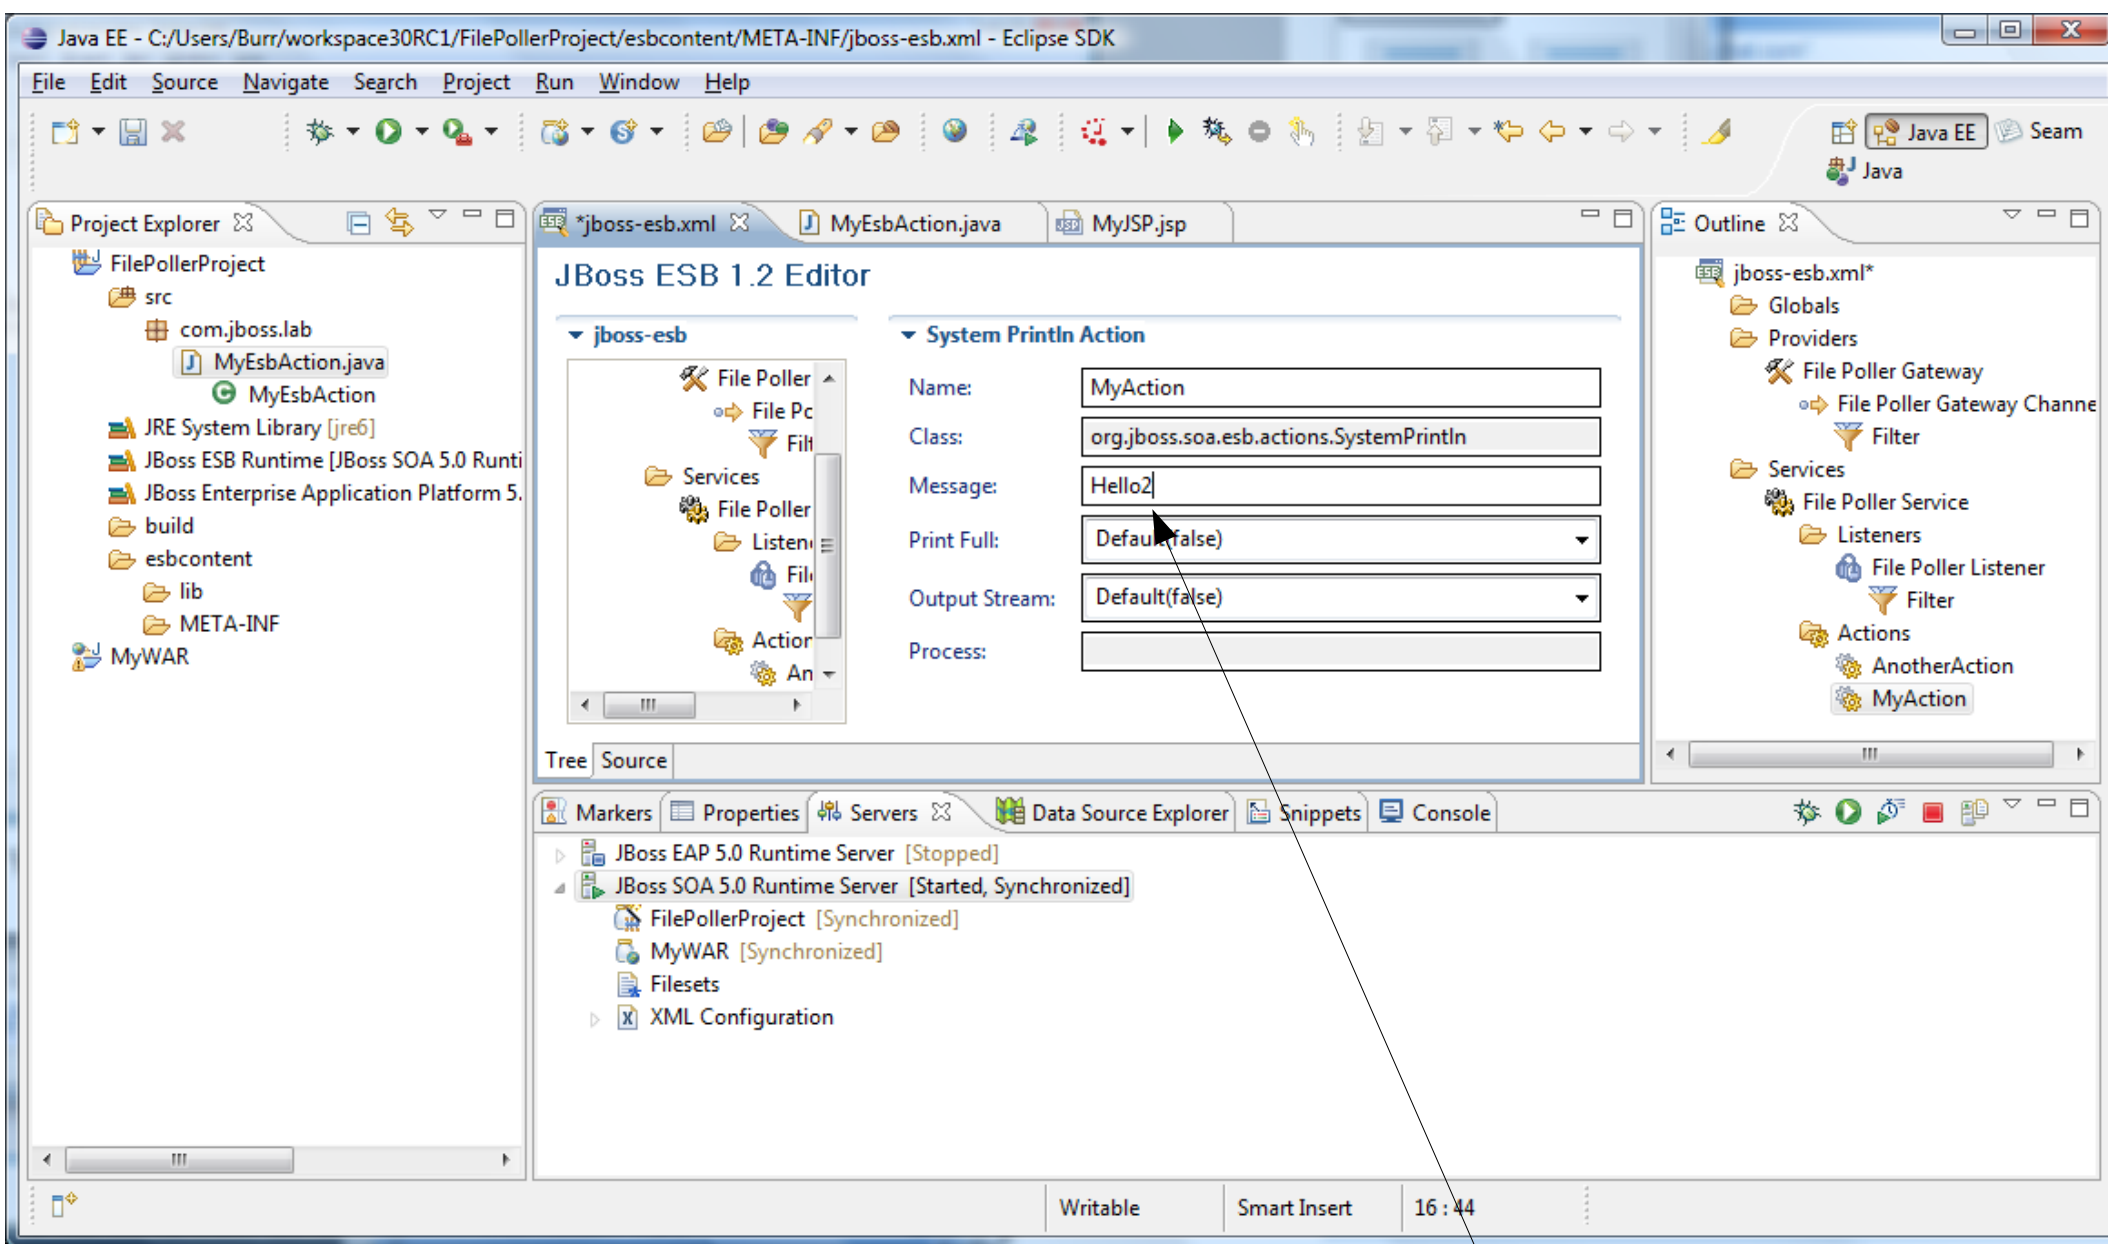 Java EE - C:/Users/Burr/workspace30RC1/FilePollerProject/esbcontent/META-INF/jboss-esb.xml - Eclipse SDK
File Edit Source Navigate Search Project Run Window Help
Java EE Seam
Java
Project Explorer
FilePollerProject
src
com.jboss.lab
MyEsbAction.java
MyEsbAction
JRE System Library [jre6]
JBoss ESB Runtime [JBoss SOA 5.0 Runti
JBoss Enterprise Application Platform 5.
build
esbcontent
lib
META-INF
MyWAR
*jboss-esb.xml MyEsbAction.java MyJSP.jsp
JBoss ESB 1.2 Editor
jboss-esb
File Poller
File Pc
Filt
Services
File Poller
Listen
File
Action
An
System Println Action
Name: MyAction
Class: org.jboss.soa.esb.actions.SystemPrintln
Message: Hello2
Print Full: Default(false)
Output Stream: Default(false)
Process:
Tree Source
Outline
jboss-esb.xml*
Globals
Providers
File Poller Gateway
File Poller Gateway Channe
Filter
Services
File Poller Service
Listeners
File Poller Listener
Filter
Actions
AnotherAction
MyAction
Markers Properties Servers Data Source Explorer Snippets Console
JBoss EAP 5.0 Runtime Server [Stopped]
JBoss SOA 5.0 Runtime Server [Started, Synchronized]
FilePollerProject [Synchronized]
MyWAR [Synchronized]
Filesets
XML Configuration
Writable Smart Insert 16 : 44